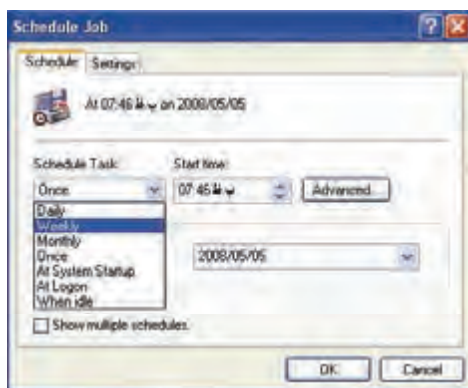 Schedule Job
Schedule Settings
At 07:46 ب.ظ on 2008/05/05
Schedule Task: Start time:
Once 07:46 ب.ظ Advanced...
Daily
Weekly
Monthly
Once
At System Startup
At Logon
When idle
2008/05/05
Show multiple schedules.
OK Cancel